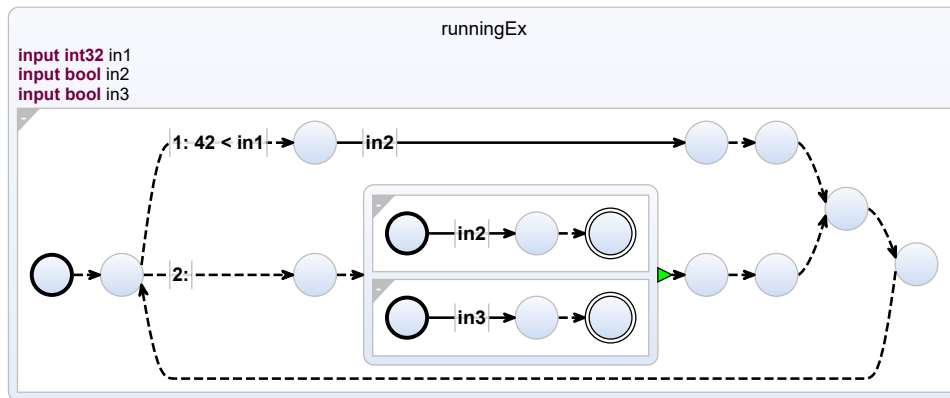 runningEx
input int32 in1
input bool in2
input bool in3
-
1: 42 < in1
in2
-
in2
2:
-
in3